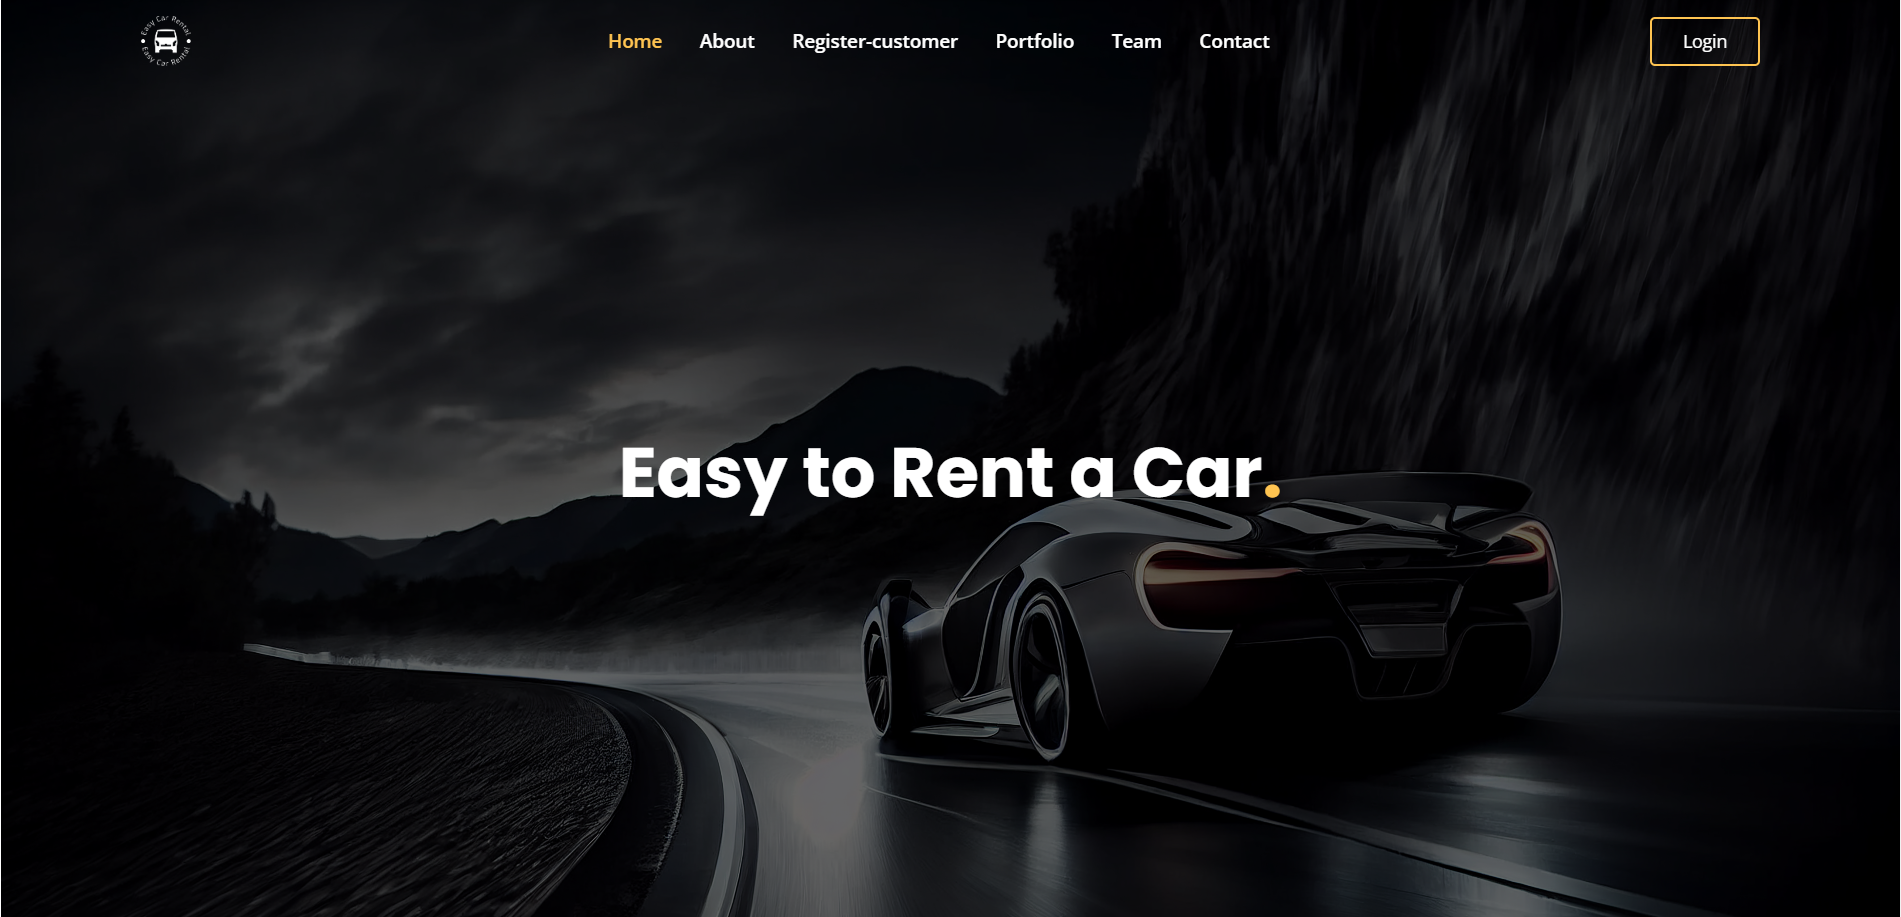 Easy Car Rental
Easy Car Rental
Home About Register-customer Portfolio Team Contact
Login
Easy to Rent a Car.